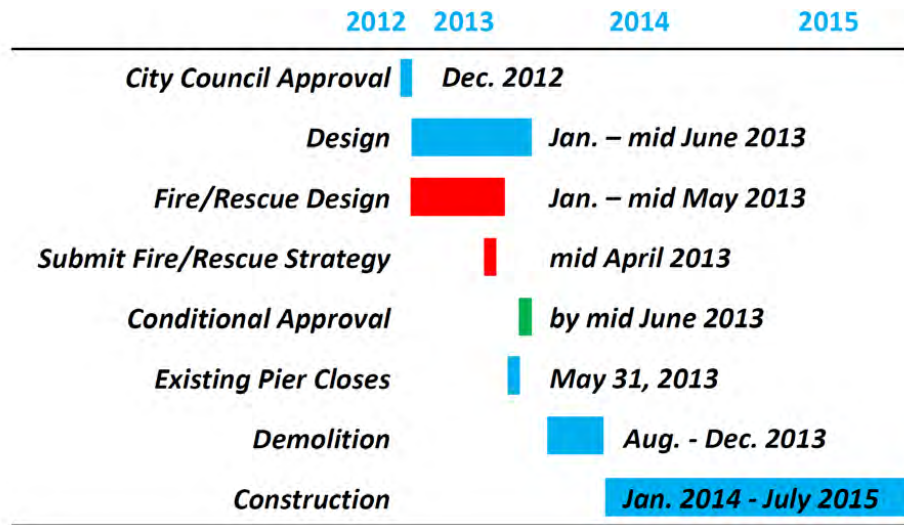 2012 2013 2014 2015
City Council Approval Dec. 2012
Design Jan. – mid June 2013
Fire/Rescue Design Jan. – mid May 2013
Submit Fire/Rescue Strategy mid April 2013
Conditional Approval by mid June 2013
Existing Pier Closes May 31, 2013
Demolition Aug. - Dec. 2013
Construction Jan. 2014 - July 2015